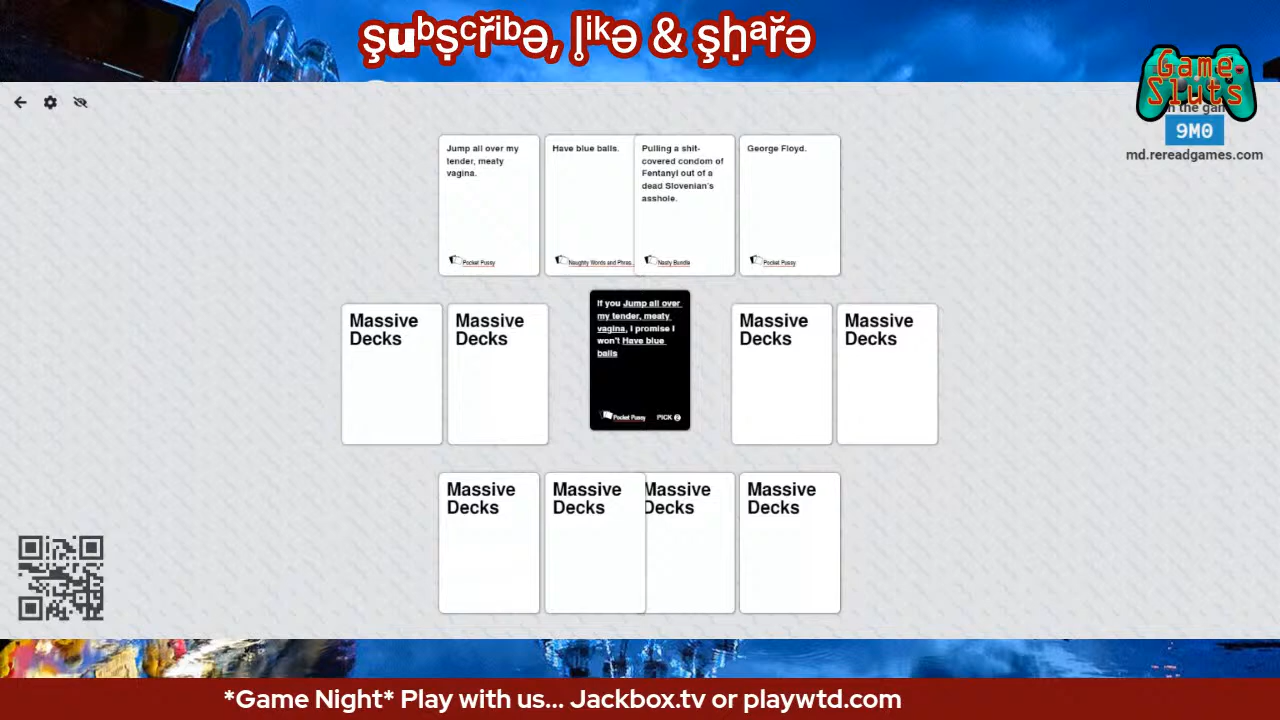 şuᵇṣᶜřⁱᵇə, l̥ⁱᵏə & şḥᵃřə
Game-
Sluts
9M0
md.rereadgames.com
Jump all over my
tender, meaty
vagina.
Pocket Pussy
Have blue balls.
Naughty Words and Phras...
Pulling a shit-
covered condom of
Fentanyl out of a
dead Slovenian's
asshole.
Nasty Bundle
George Floyd.
Pocket Pussy
Massive
Decks
Massive
Decks
If you Jump all over
my tender, meaty
vagina, I promise I
won't Have blue
balls
Pocket Pussy PICK 2
Massive
Decks
Massive
Decks
Massive
Decks
Massive
Decks
Massive
Decks
Massive
Decks
*Game Night* Play with us... Jackbox.tv or playwtd.com